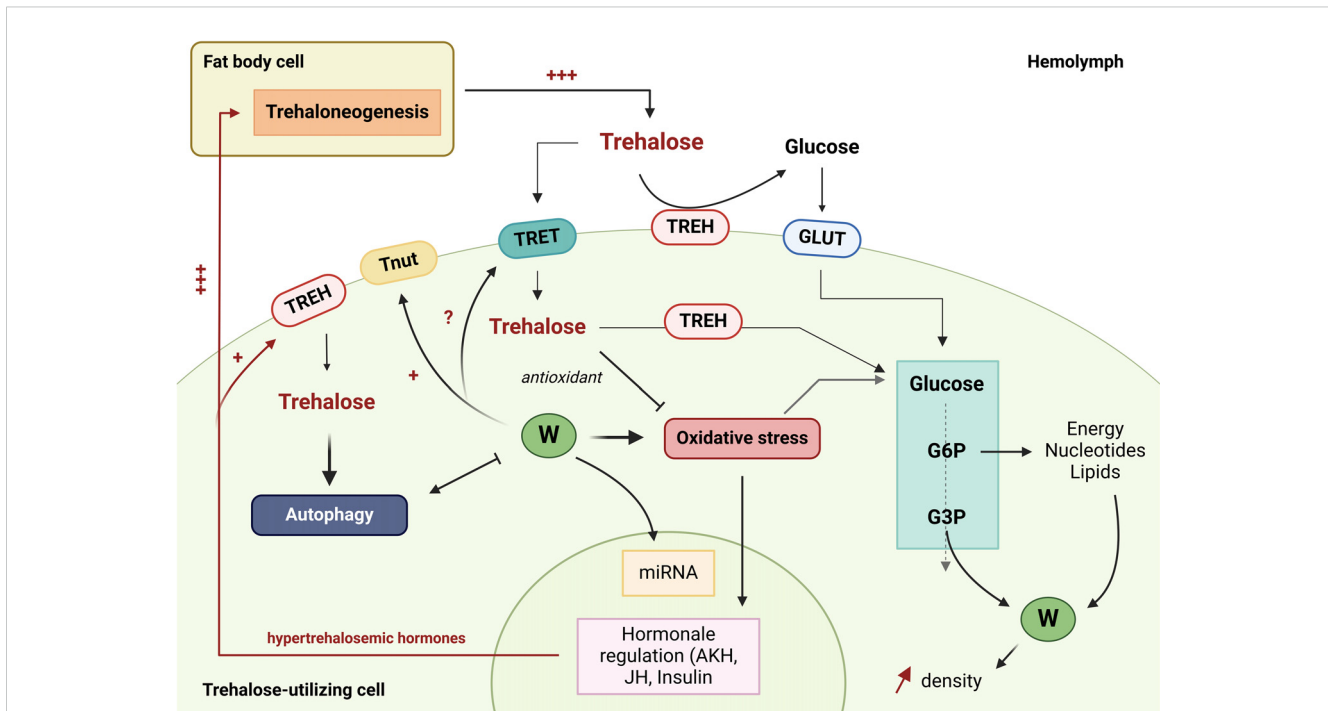 Fat body cell
Trehaloneogenesis
+++
Hemolymph
Trehalose
Glucose
TREH
TRET
GLUT
Tnut
TREH
+++
+
+
?
Trehalose
TREH
antioxidant
Trehalose
W
Oxidative stress
Autophagy
Glucose
G6P
G3P
Energy
Nucleotides
Lipids
miRNA
Hormonale
regulation (AKH,
JH, Insulin
hypertrehalosemic hormones
W
density
Trehalose-utilizing cell